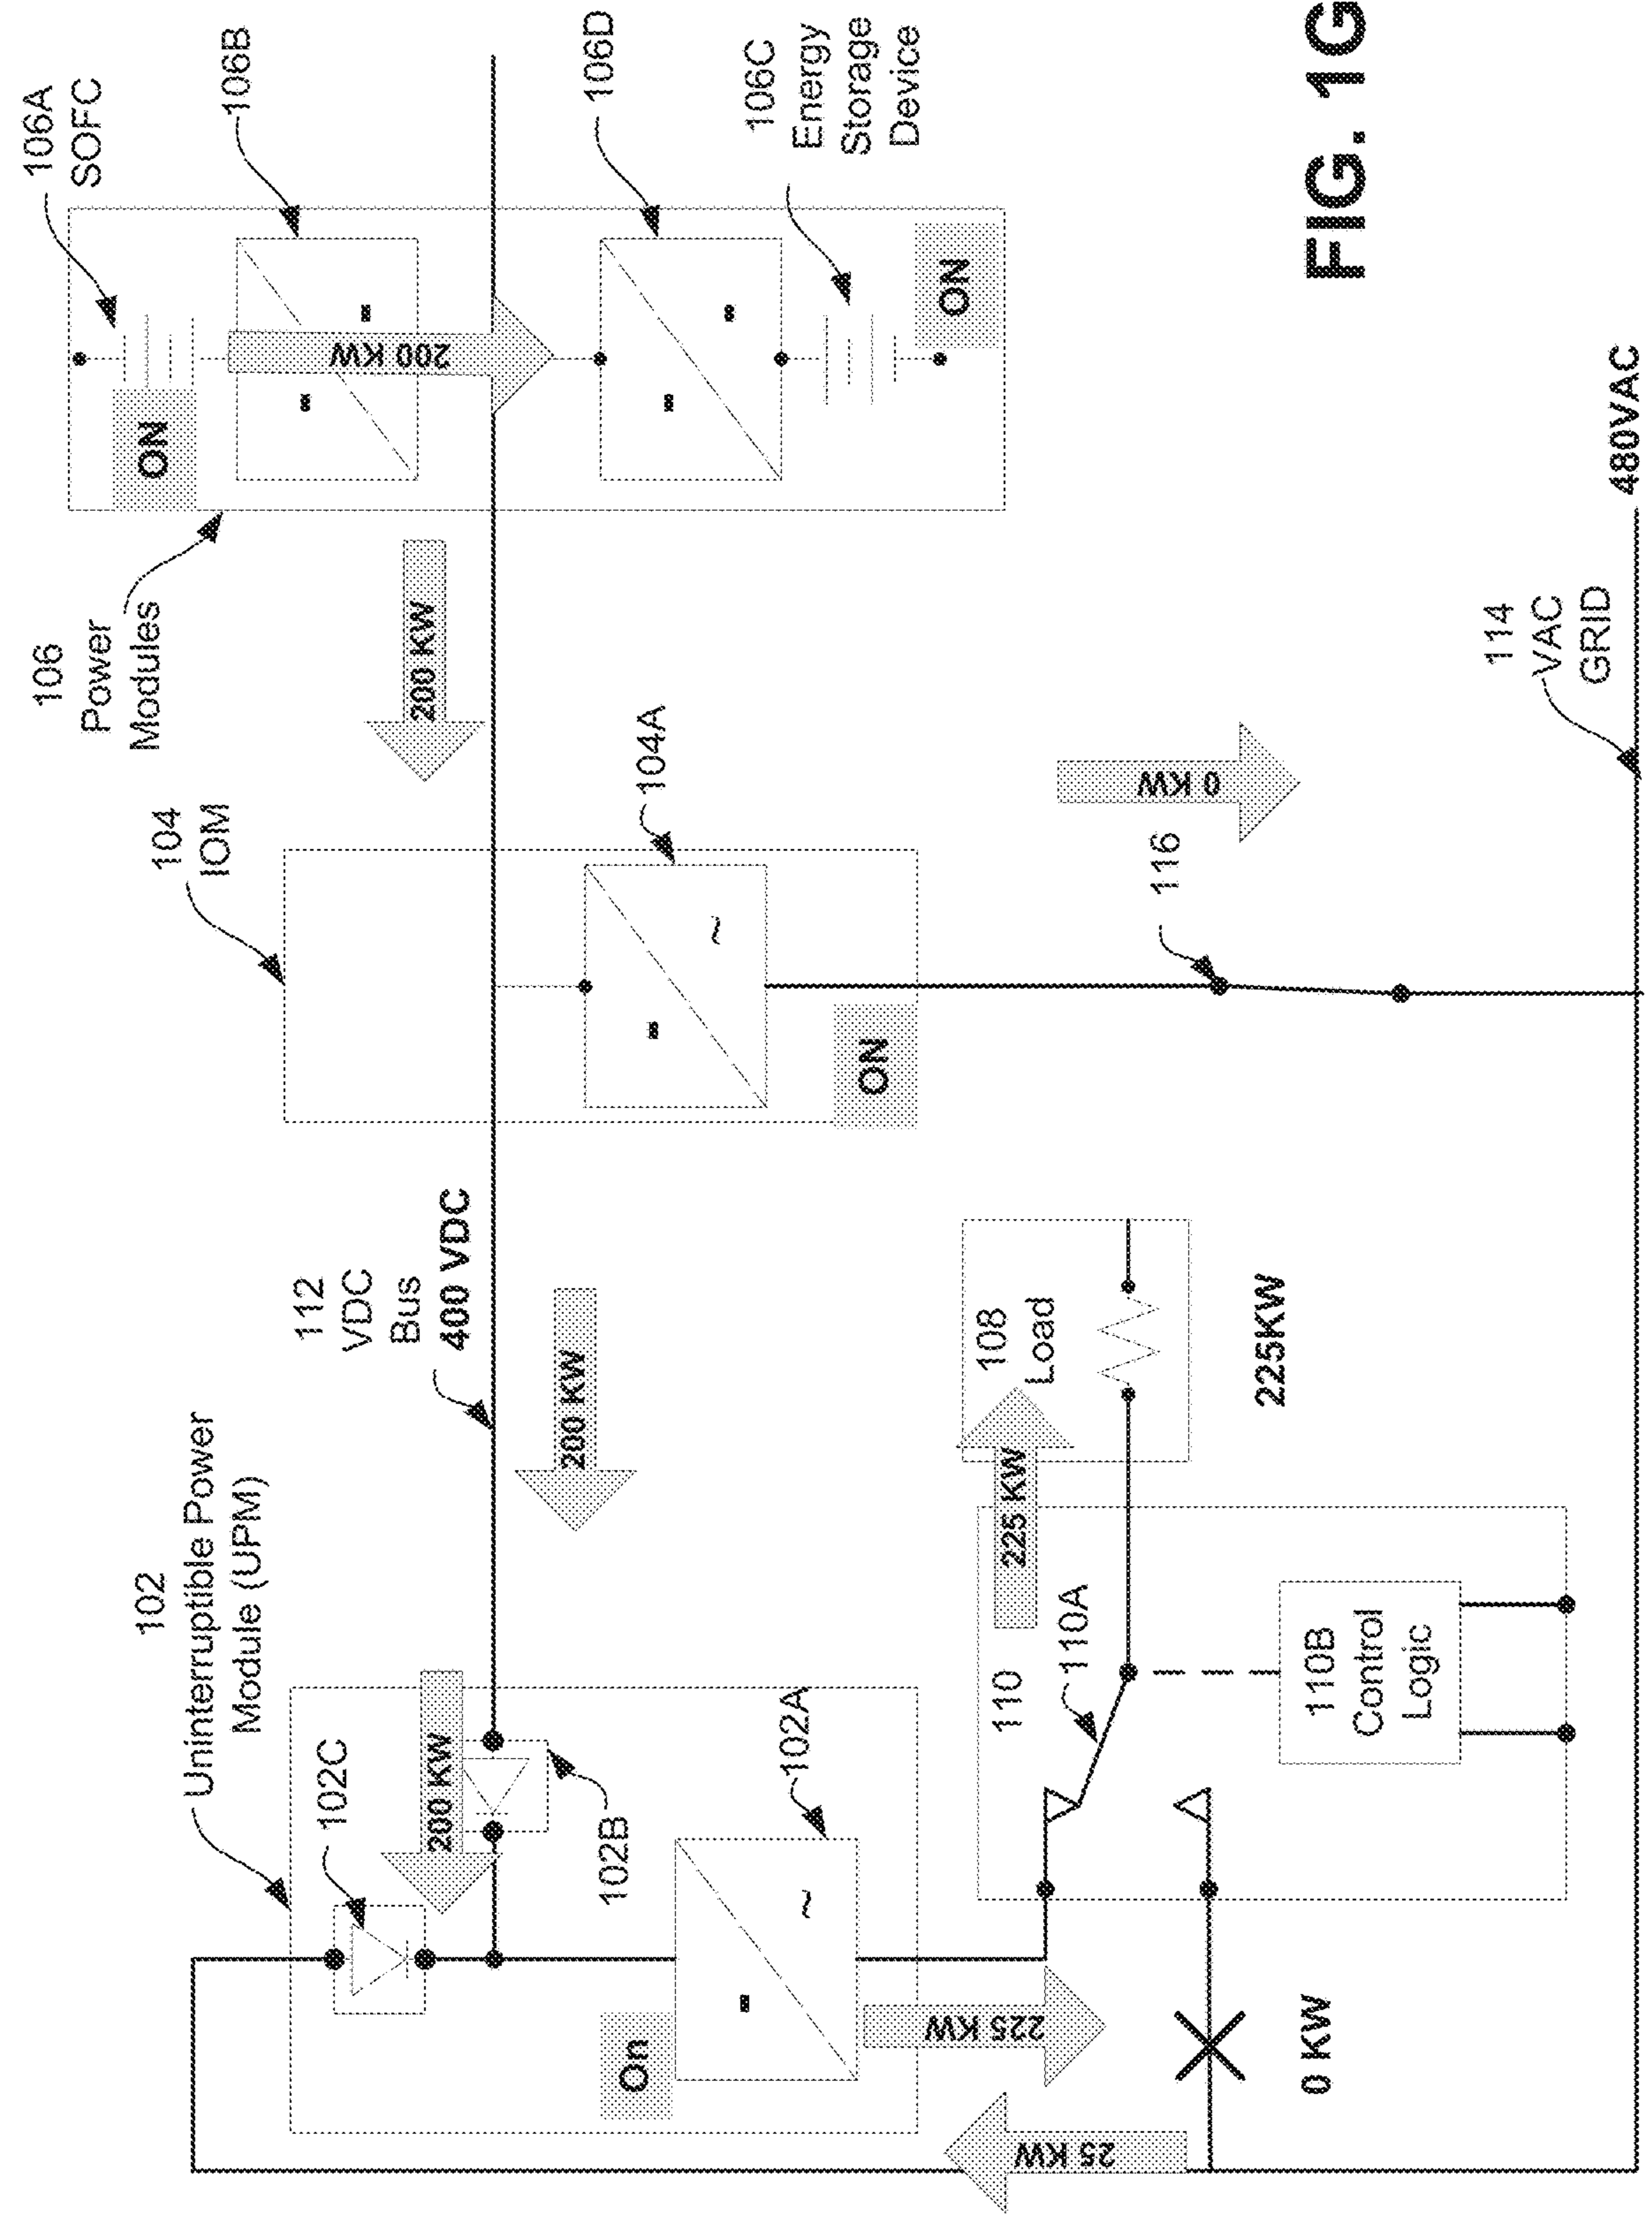 102
Uninterruptible Power
Module (UPM)
102C
200 KW
102B
On
102A
225 KW
25 KW
0 KW
112
VDC
Bus
400 VDC
200 KW
110
110A
110B
Control
Logic
225 KW
108
Load
225KW
104
IOM
104A
ON
116
0 KW
106
Power
Modules
200 KW
106A
SOFC
ON
106B
200 KW
106D
106C
Energy
Storage
Device
ON
114
VAC
GRID
480VAC
FIG. 1G